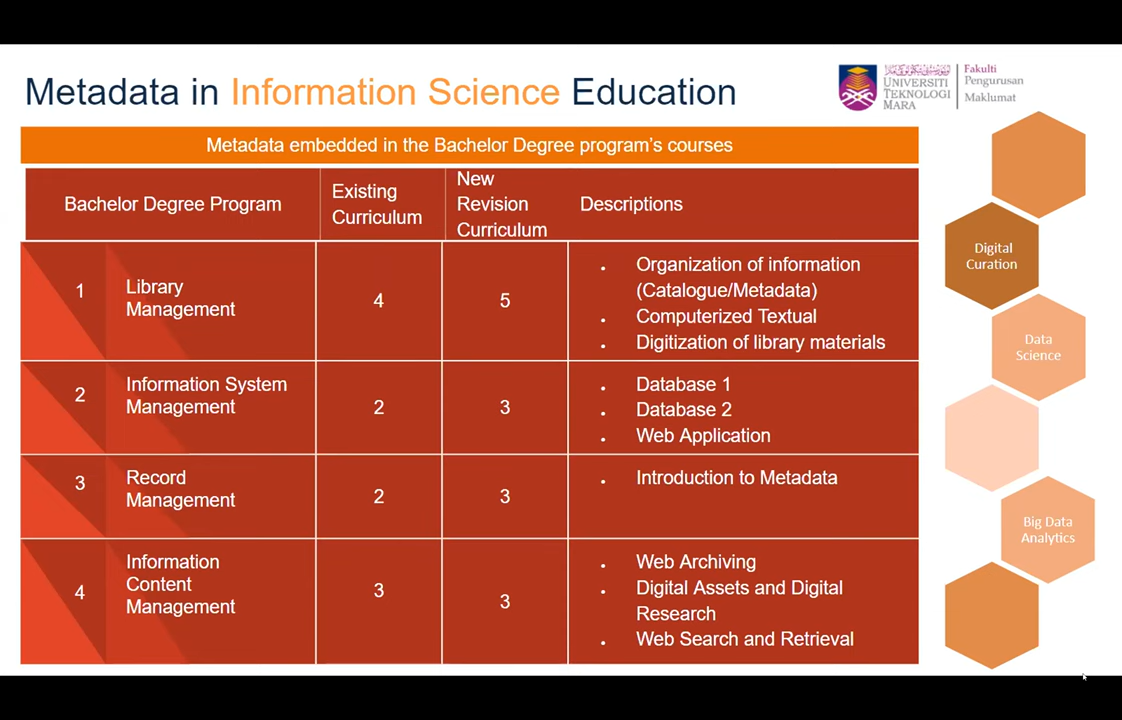 Metadata in Information Science Education
UNIVERSITI
TEKNOLOGI
MARA
Fakulti
Pengurusan
Maklumat
Metadata embedded in the Bachelor Degree program's courses
Bachelor Degree Program
Existing
Curriculum
New
Revision
Curriculum
Descriptions
1
Library
Management
4
5
• Organization of information
(Catalogue/Metadata)
• Computerized Textual
• Digitization of library materials
2
Information System
Management
2
3
• Database 1
• Database 2
• Web Application
3
Record
Management
2
3
• Introduction to Metadata
4
Information
Content
Management
3
3
• Web Archiving
• Digital Assets and Digital
Research
• Web Search and Retrieval
Digital
Curation
Data
Science
Big Data
Analytics